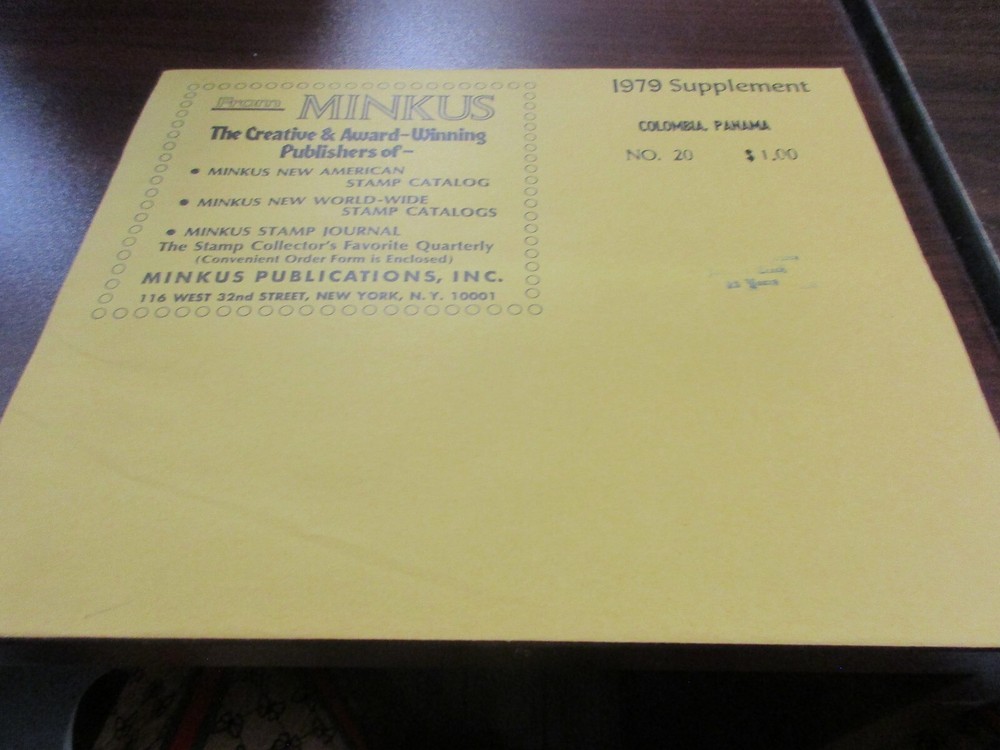 From MINKUS
The Creative & Award-Winning
Publishers of—
• MINKUS NEW AMERICAN
STAMP CATALOG
• MINKUS NEW WORLD-WIDE
STAMP CATALOGS
• MINKUS STAMP JOURNAL
The Stamp Collector's Favorite Quarterly
(Convenient Order Form is Enclosed)
MINKUS PUBLICATIONS, INC.
116 WEST 32nd STREET, NEW YORK, N.Y. 10001
1979 Supplement
COLOMBIA, PANAMA
NO. 20 $1.00